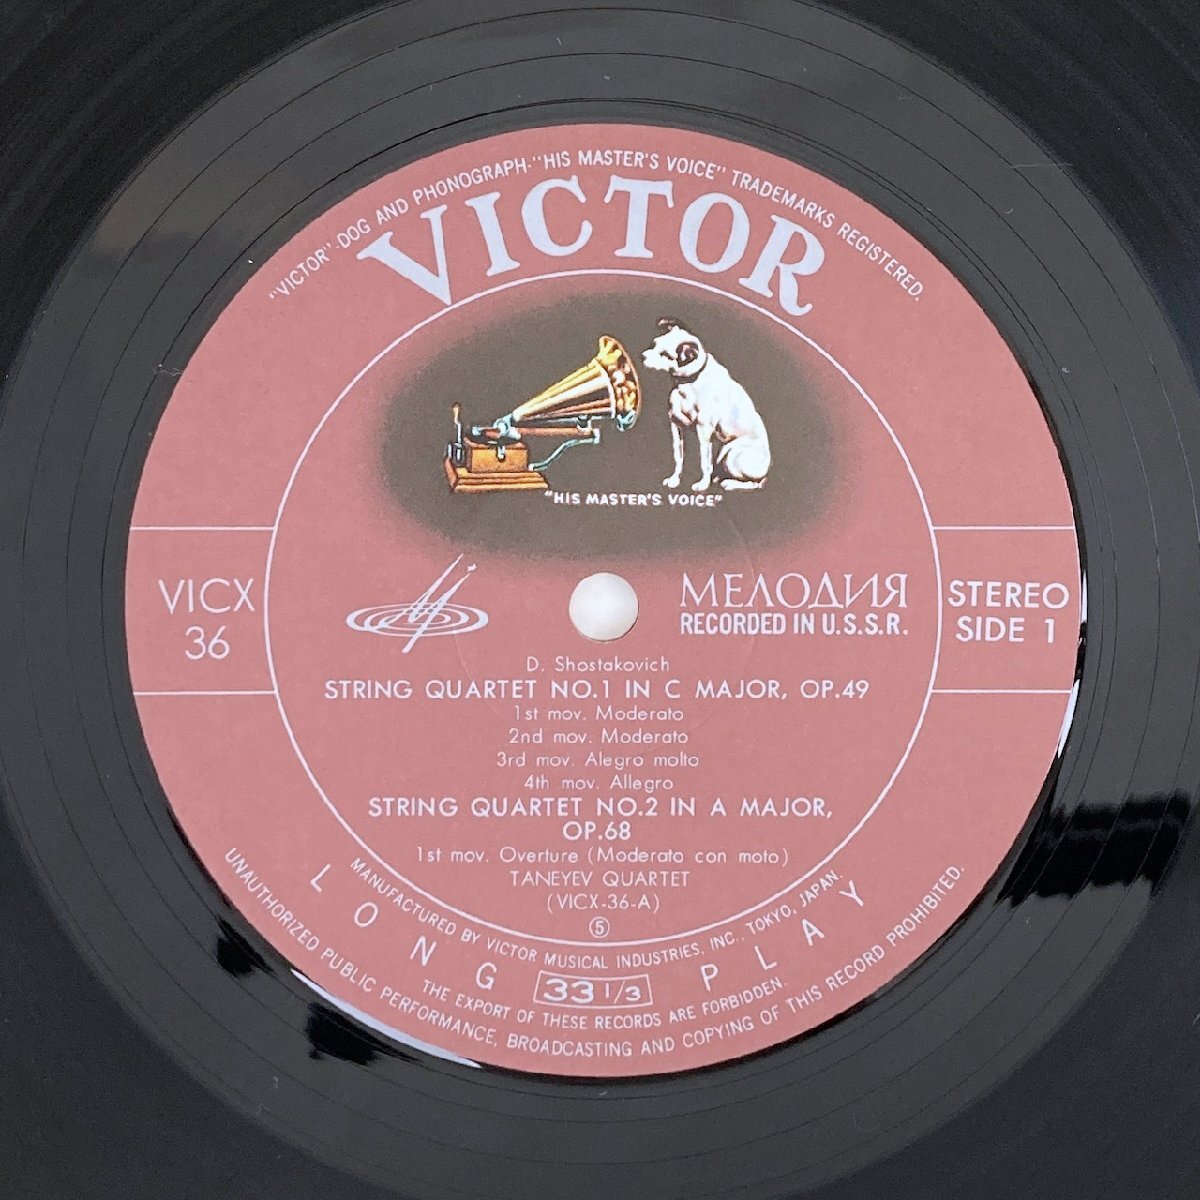 "VICTOR"-DOG AND PHONOGRAPH-"HIS MASTER'S VOICE" TRADEMARKS REGISTERED.
VICTOR
"HIS MASTER'S VOICE"
VICX
36
МЕЛОДИЯ
RECORDED IN U.S.S.R.
STEREO
SIDE 1
D. Shostakovich
STRING QUARTET NO.1 IN C MAJOR, OP.49
1st mov. Moderato
2nd mov. Moderato
3rd mov. Alegro molto
4th mov. Allegro
STRING QUARTET NO.2 IN A MAJOR,
OP.68
1st mov. Overture (Moderato con moto)
TANEYEV QUARTET
(VICX-36-A)
⑤
MANUFACTURED BY VICTOR MUSICAL INDUSTRIES, INC., TOKYO, JAPAN.
LONG 33 1/3 PLAY
THE EXPORT OF THESE RECORDS ARE FORBIDDEN.
UNAUTHORIZED PUBLIC PERFORMANCE, BROADCASTING AND COPYING OF THIS RECORD PROHIBITED.